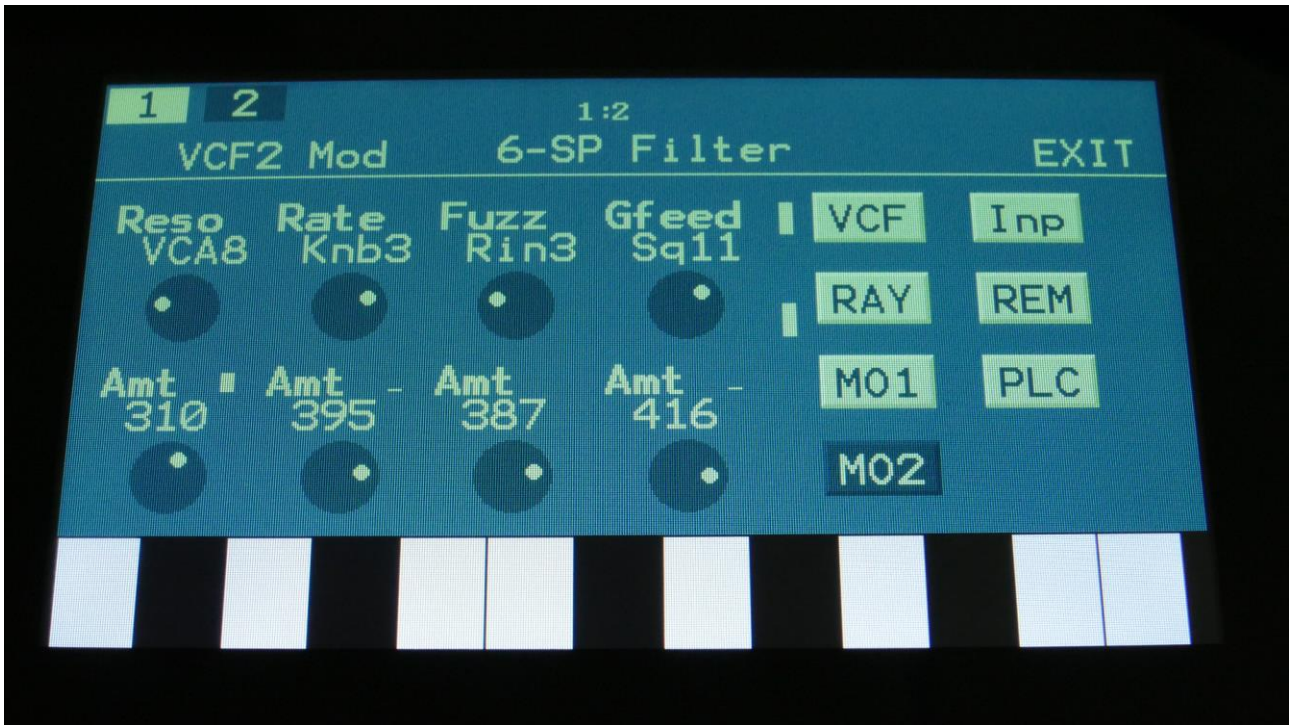 1 2 1:2
VCF2 Mod 6-SP Filter EXIT
Reso Rate Fuzz Gfeed VCF Inp
VCA8 Knb3 Rin3 Sq11
RAY REM
Amt Amt Amt Amt MO1 PLC
310 395 387 416
MO2